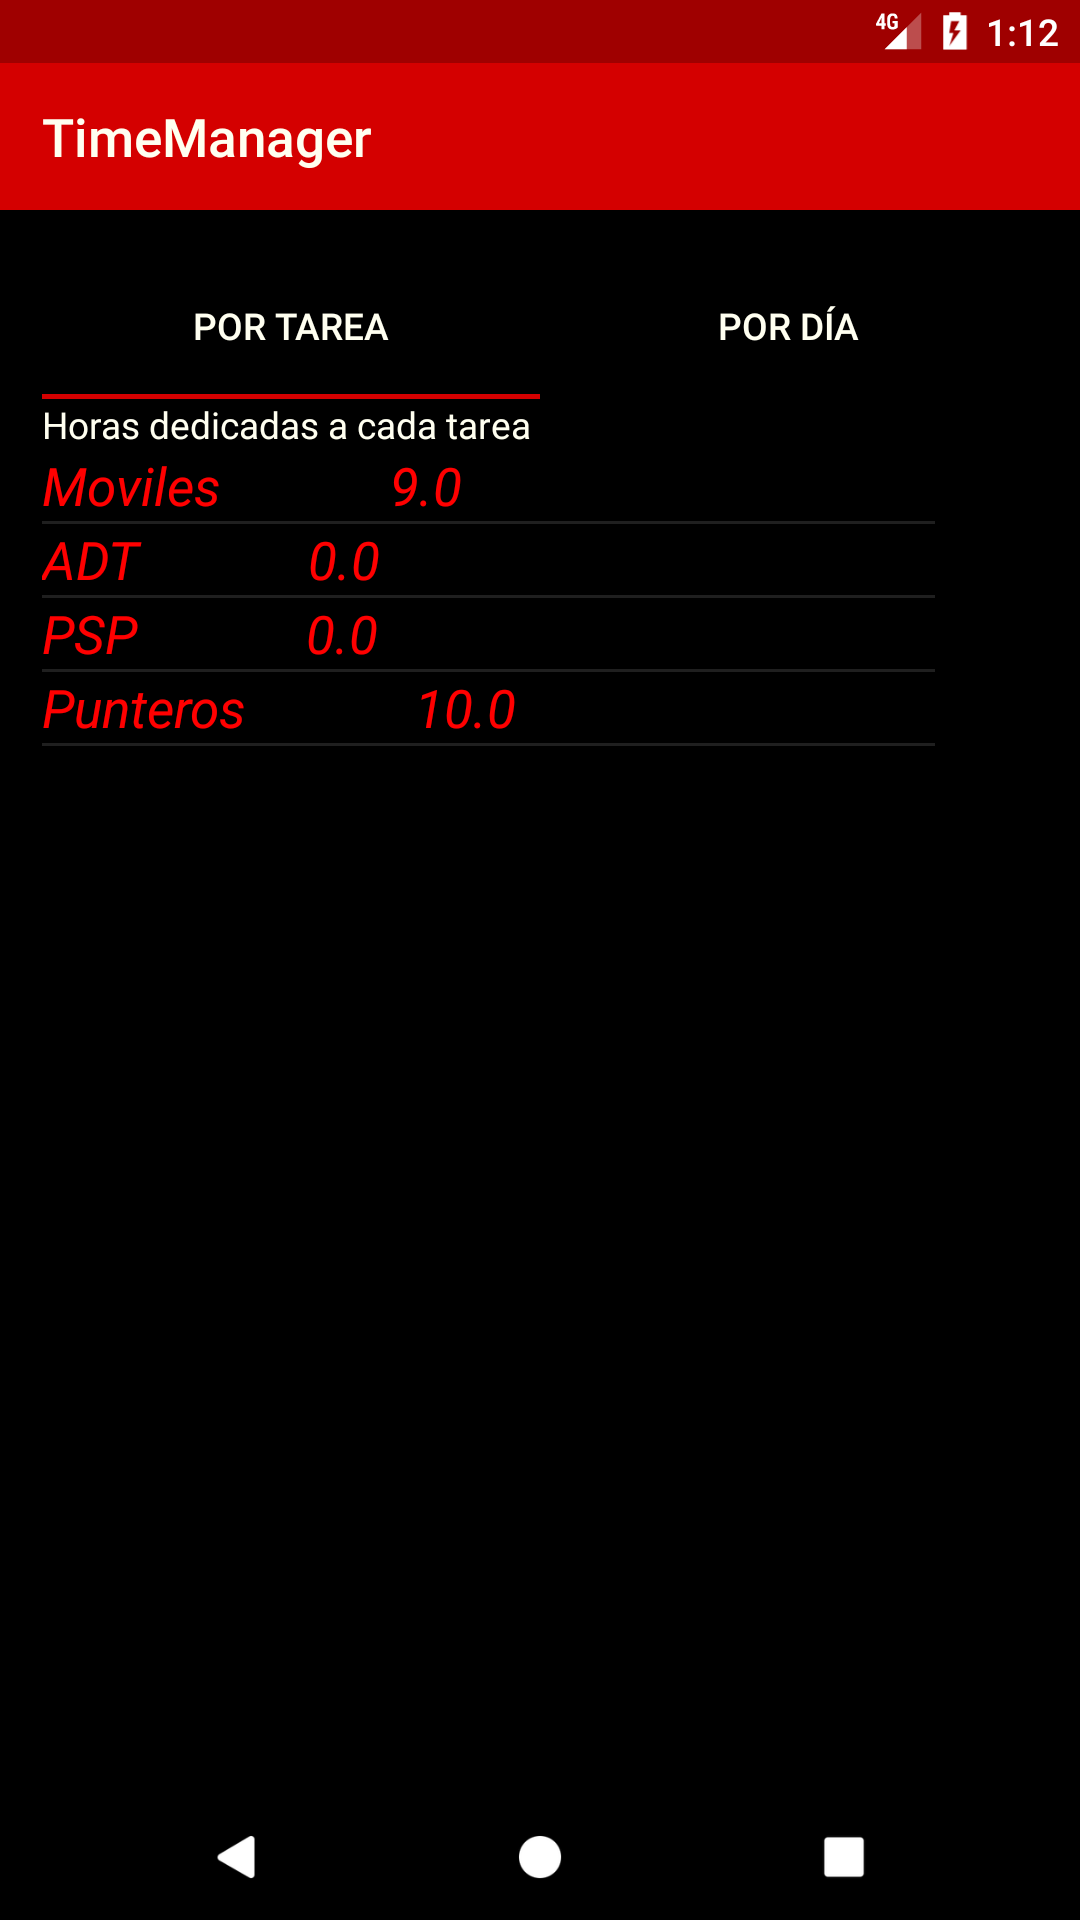 4G 1:12
TimeManager
POR TAREA POR DÍA
Horas dedicadas a cada tarea
Moviles 9.0
ADT 0.0
PSP 0.0
Punteros 10.0